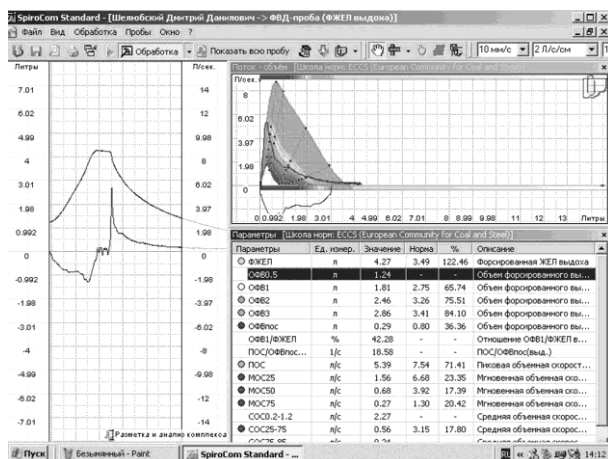 SpiroCom Standard - [Шелюбский Дмитрий Данилович -> ФВД-проба (ФЖЕЛ выдоха)]
Файл Вид Обработка Пробы Окно ?
Обработка Показать всю пробу 10 мм/с 2 Л/с/см
Литры Л/сек.
7.01 14
6.02 12
4.99 9.98
4 8
3.01 6.02
1.98 3.97
0.992 1.98
0 0
-0.992 -1.98
-1.98 -3.97
-3.01 -6.02
-4 -8
-4.99 -9.98
-6.02 -12
-7.01 -14
Разметка и анализ комплекса
Поток - объём [Школа норм: ECCS (European Community for Coal and Steel)]
Л/сек.
8
6.02
3.97
1.98
0
0 0.992 1.98 3.01 4 4.99 6.02 7.01 8 8.99 9.98 11 12 13 Литры
Параметры [Школа норм: ECCS (European Community for Coal and Steel)]
Параметры Ед. измер. Значение Норма % Описание
ФЖЕЛ л 4.27 3.49 122.46 Форсированная ЖЕЛ выдоха
ОФВ0.5 л 1.24 - - Объем форсированного вы...
ОФВ1 л 1.81 2.75 65.74 Объем форсированного вы...
ОФВ2 л 2.46 3.26 75.51 Объем форсированного вы...
ОФВ3 л 2.86 3.41 84.10 Объем форсированного вы...
ОФВпос л 0.29 0.80 36.36 Объем форсированного вы...
ОФВ1/ФЖЕЛ % 42.28 - - Отношение ОФВ1/ФЖЕЛ в...
ПОС/ОФВпос... 1/с 18.58 - - ПОС/ОФВпос(выд.)
ПОС л/с 5.39 7.54 71.41 Пиковая объемная скорост...
МОС25 л/с 1.56 6.68 23.35 Мгновенная объемная ско...
МОС50 л/с 0.68 3.92 17.39 Мгновенная объемная ско...
МОС75 л/с 0.27 1.30 20.42 Мгновенная объемная ско...
СОС0.2-1.2 л/с 2.27 - - Средняя объемная скорос...
СОС25-75 л/с 0.56 3.15 17.80 Средняя объемная скорос...
СОС75-85 л/с 0.24 - - Средняя объемная скорос...
Пуск Безымянный - Paint SpiroCom Standard - ... RU 14:12